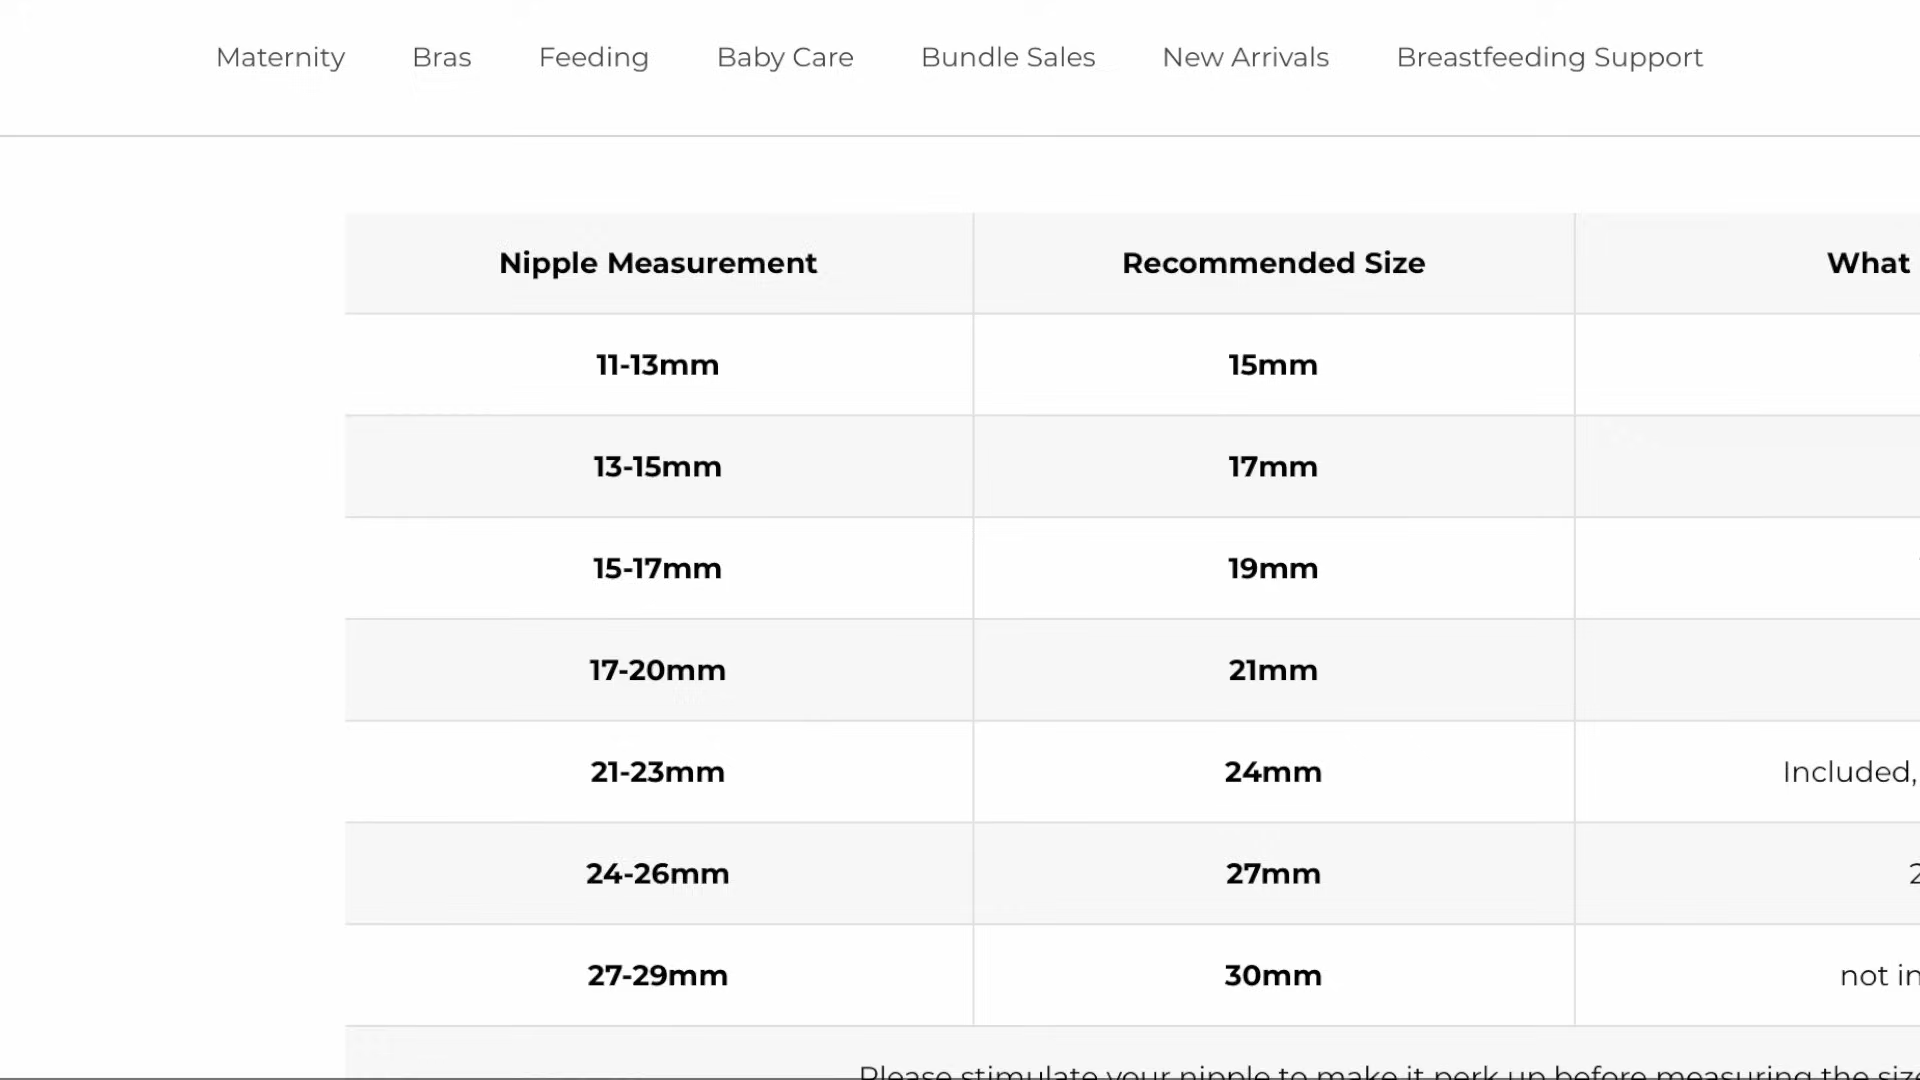 Maternity Bras Feeding Baby Care Bundle Sales New Arrivals Breastfeeding Support
Nipple Measurement Recommended Size What
11-13mm 15mm
13-15mm 17mm
15-17mm 19mm
17-20mm 21mm
21-23mm 24mm Included,
24-26mm 27mm 2
27-29mm 30mm not in
Please stimulate your nipple to make it perk up before measuring the size